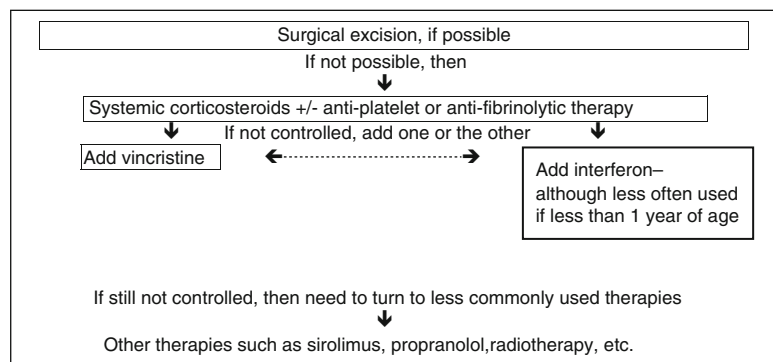 Surgical excision, if possible
If not possible, then
Systemic corticosteroids +/- anti-platelet or anti-fibrinolytic therapy
If not controlled, add one or the other
Add vincristine
Add interferon–
although less often used
if less than 1 year of age
If still not controlled, then need to turn to less commonly used therapies
Other therapies such as sirolimus, propranolol,radiotherapy, etc.